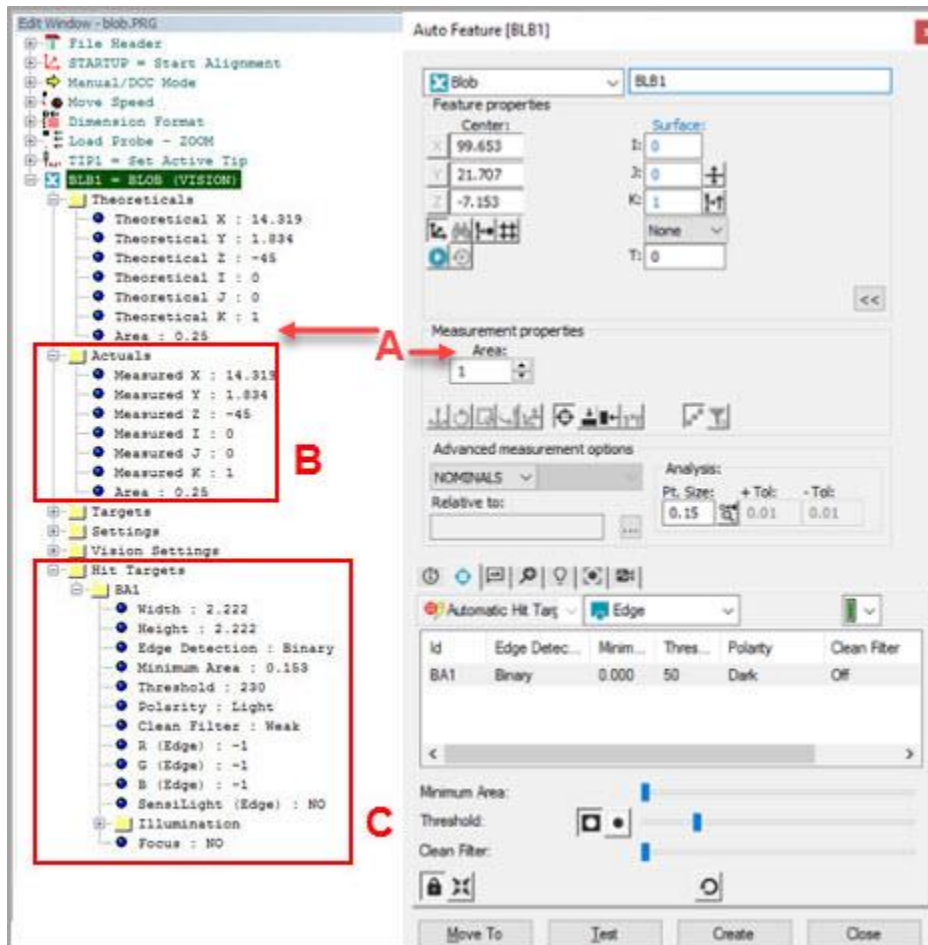 Edit Window - blob.PRG
File Header
STARTUP = Start Alignment
Manual/DCC Mode
Move Speed
Dimension Format
Load Probe - ZOOM
TIP1 = Set Active Tip
BLB1 = BLOB (VISION)
Theoreticals
Theoretical X : 14.319
Theoretical Y : 1.834
Theoretical Z : -45
Theoretical I : 0
Theoretical J : 0
Theoretical K : 1
Area : 0.25
Actuals
Measured X : 14.319
Measured Y : 1.834
Measured Z : -45
Measured I : 0
Measured J : 0
Measured K : 1
Area : 0.25
Targets
Settings
Vision Settings
Hit Targets
BA1
Width : 2.222
Height : 2.222
Edge Detection : Binary
Minimum Area : 0.153
Threshold : 230
Polarity : Light
Clean Filter : Weak
R (Edge) : -1
G (Edge) : -1
B (Edge) : -1
SensiLight (Edge) : NO
Illumination
Focus : NO
A
B
C
Auto Feature [BLB1]
x
Blob BLB1
Feature properties
Center: Surface:
X 99.653 I: 0
Y 21.707 J: 0
Z -7.153 K: 1
None
T: 0
<<
Measurement properties
Area:
1
Advanced measurement options
NOMINALS Analysis:
Relative to: Pt. Size: + Tol: - Tol:
0.15 0.01 0.01
...
Automatic Hit Targ Edge
Id Edge Detec... Minim... Thres... Polarity Clean Filter
BA1 Binary 0.000 50 Dark Off
Minimum Area:
Threshold:
Clean Filter:
Move To Test Create Close